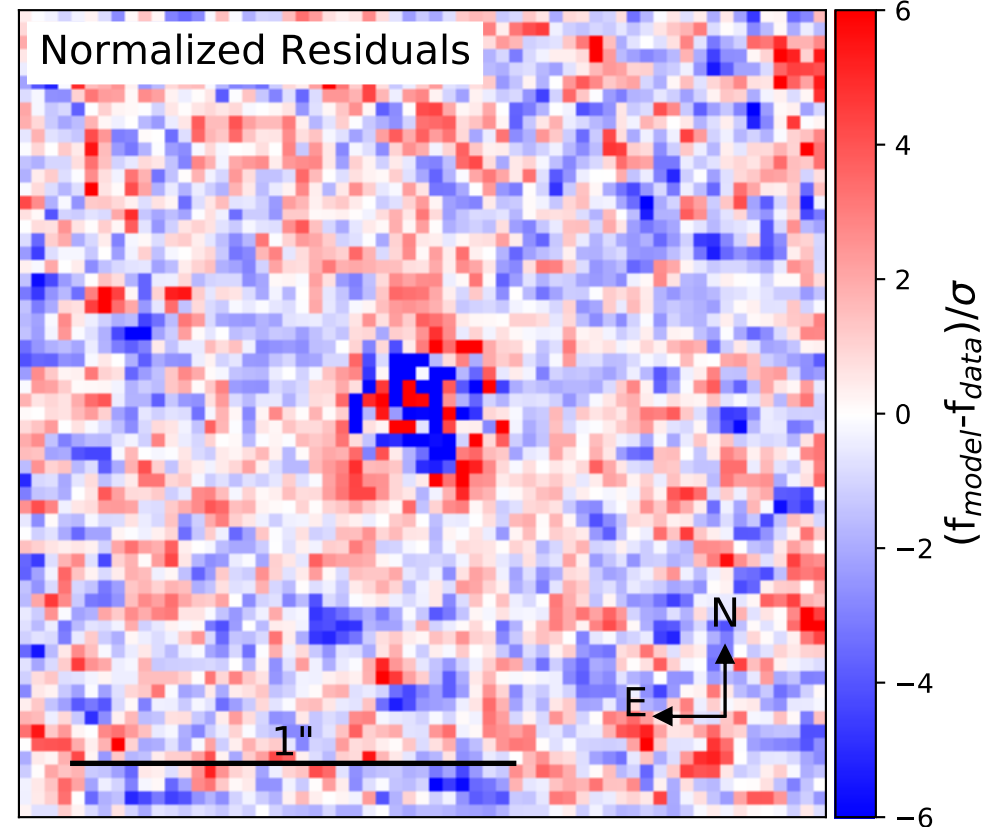 Normalized Residuals
6
4
2
0
−2
−4
−6
(f_model-f_data)/σ
N
E
1"